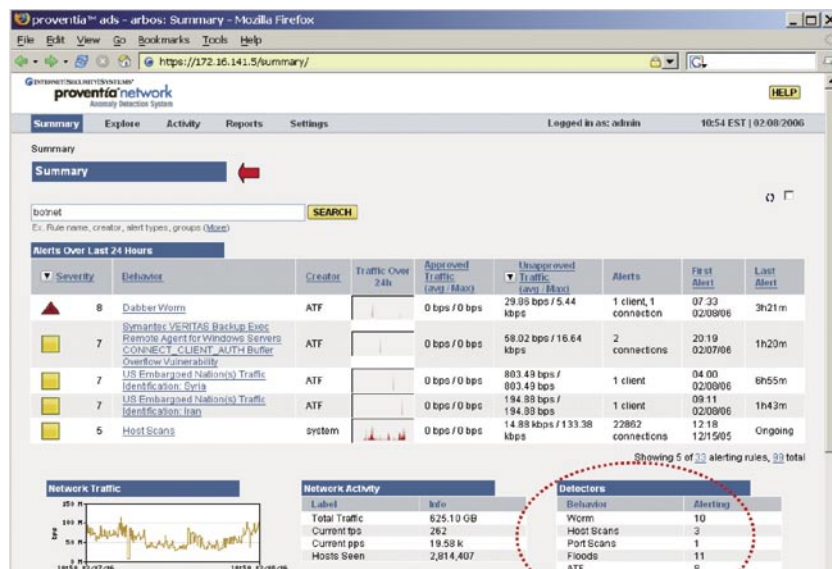 proventia™ ads - arbos: Summary - Mozilla Firefox
File Edit View Go Bookmarks Tools Help
https://172.16.141.5/summary/
INTERNET SECURITY SYSTEMS
proventia network
Anomaly Detection System
HELP
Summary Explore Activity Reports Settings Logged in as: admin 10:54 EST | 02/08/2006
Summary
Summary
botnet SEARCH
Ex. Rule name, creator, alert types, groups (More)
Alerts Over Last 24 Hours
Severity Behavior Creator Traffic Over 24h Approved Traffic (avg / Max) Unapproved Traffic (avg / Max) Alerts First Alert Last Alert
8 Dabber Worm ATF 0 bps / 0 bps 29.86 bps / 5.44 kbps 1 client, 1 connection 07:33 02/08/06 3h21m
7 Symantec VERITAS Backup Exec Remote Agent for Windows Servers CONNECT_CLIENT_AUTH Buffer Overflow Vulnerability ATF 0 bps / 0 bps 58.02 bps / 16.64 kbps 2 connections 20:19 02/07/06 1h20m
7 US Embargoed Nation(s) Traffic Identification: Syria ATF 0 bps / 0 bps 803.49 bps / 803.49 bps 1 client 04:00 02/08/06 6h55m
7 US Embargoed Nation(s) Traffic Identification: Iran ATF 0 bps / 0 bps 194.88 bps / 194.88 bps 1 client 09:11 02/08/06 1h43m
5 Host Scans system 0 bps / 0 bps 14.88 kbps / 133.38 kbps 22862 connections 12:18 12/15/05 Ongoing
Showing 5 of 33 alerting rules, 99 total
Network Traffic
150 M
100 M
50 M
0 M
bps
Network Activity
Label Info
Total Traffic 625.10 GB
Current bps 262
Current pps 19.58 k
Hosts Seen 2,814,407
Detectors
Behavior Alerting
Worm 10
Host Scans 3
Port Scans 1
Floods 11
ATF 8